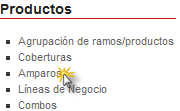 Productos
Agrupación de ramos/productos
Coberturas
Amparos
Líneas de Negocio
Combos